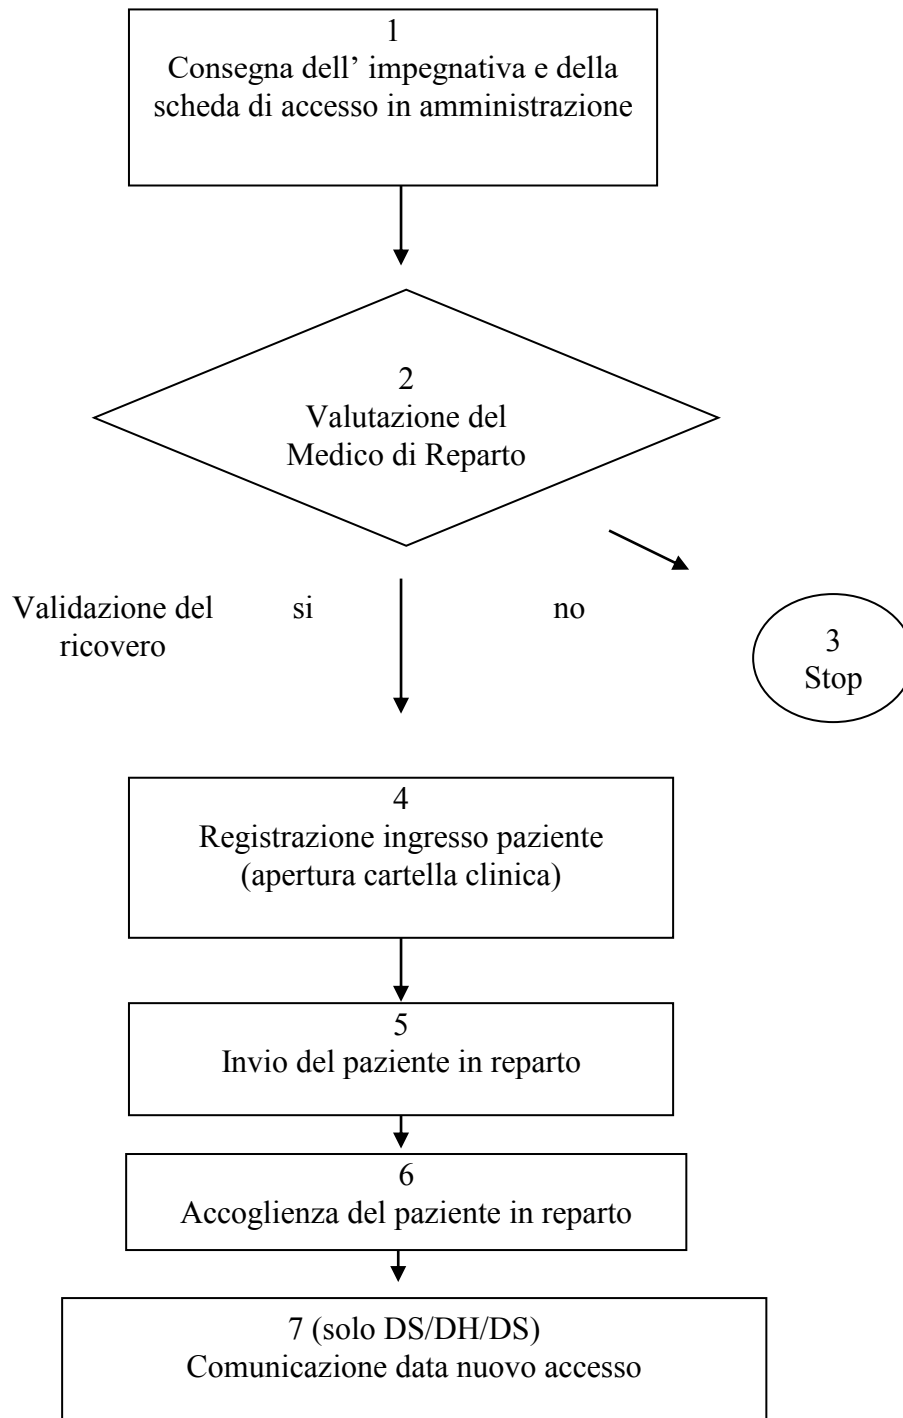 1
Consegna dell’ impegnativa e della
scheda di accesso in amministrazione
2
Valutazione del
Medico di Reparto
Validazione del
ricovero
si
no
3
Stop
4
Registrazione ingresso paziente
(apertura cartella clinica)
5
Invio del paziente in reparto
6
Accoglienza del paziente in reparto
7 (solo DS/DH/DS)
Comunicazione data nuovo accesso